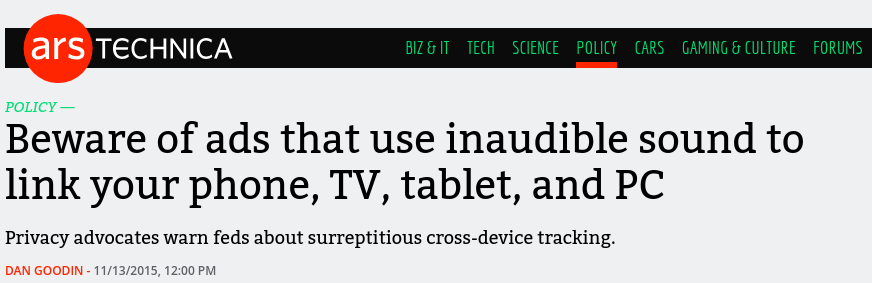 ars TECHNICA
BIZ & IT TECH SCIENCE POLICY CARS GAMING & CULTURE FORUMS
POLICY —
Beware of ads that use inaudible sound to
link your phone, TV, tablet, and PC
Privacy advocates warn feds about surreptitious cross-device tracking.
DAN GOODIN - 11/13/2015, 12:00 PM